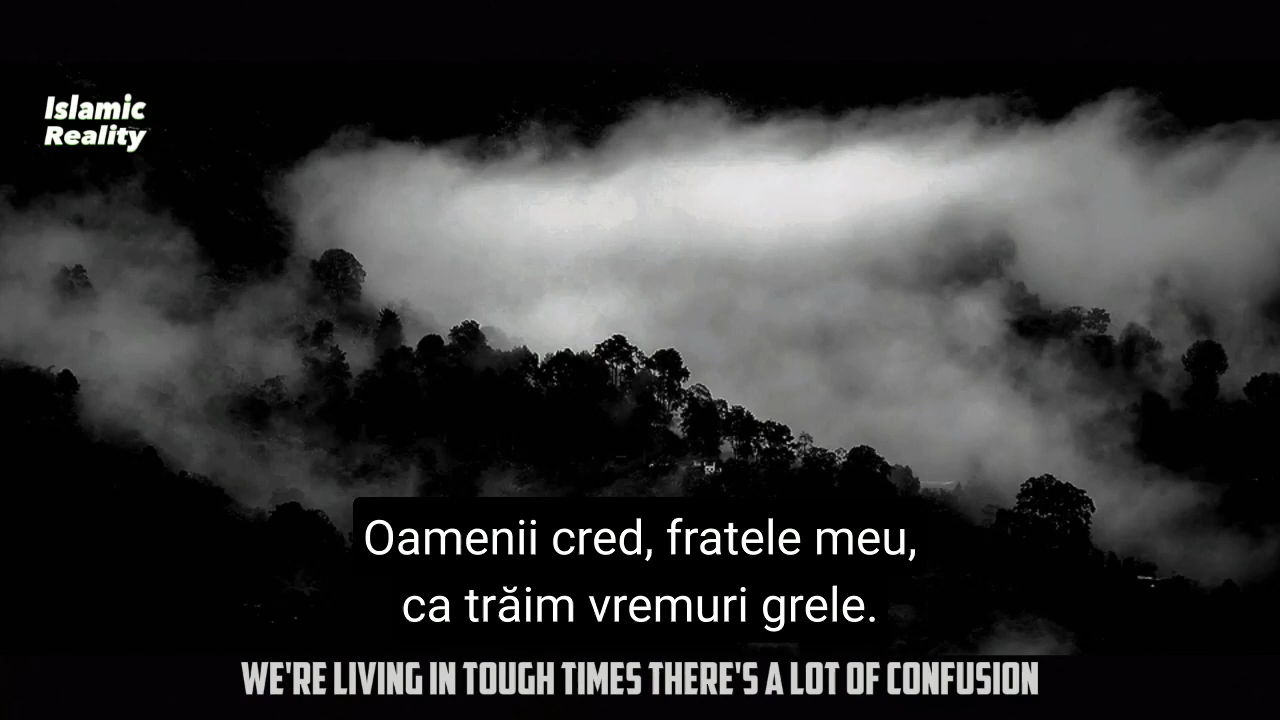 Islamic
Reality
Oamenii cred, fratele meu,
ca trăim vremuri grele.
WE'RE LIVING IN TOUGH TIMES THERE'S A LOT OF CONFUSION